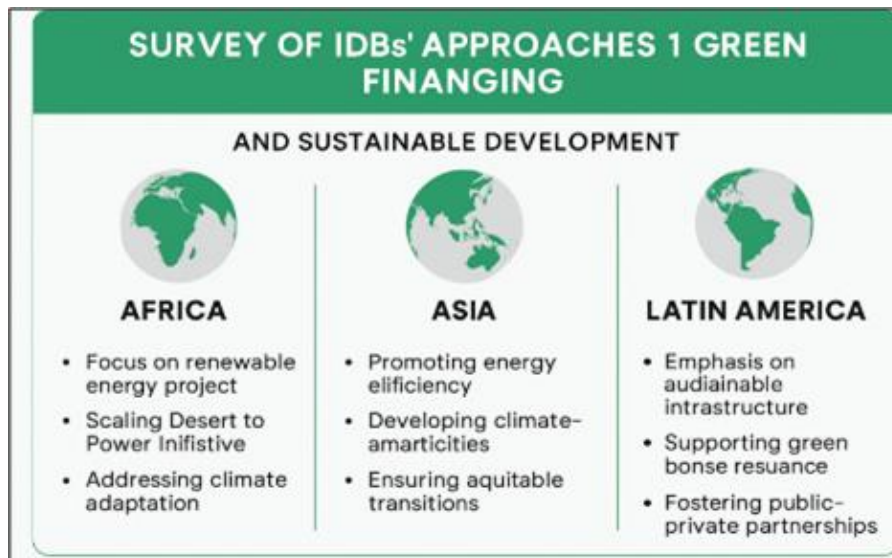 SURVEY OF IDBs' APPROACHES 1 GREEN
FINANGING
AND SUSTAINABLE DEVELOPMENT
AFRICA
• Focus on renewable
energy project
• Scaling Desert to
Power Inifistive
• Addressing climate
adaptation
ASIA
• Promoting energy
elificiency
• Developing climate-
amarticities
• Ensuring aquitable
transitions
LATIN AMERICA
• Emphasis on
audiainable
intrastructure
• Supporting green
bonse resuance
• Fostering public-
private partnerships